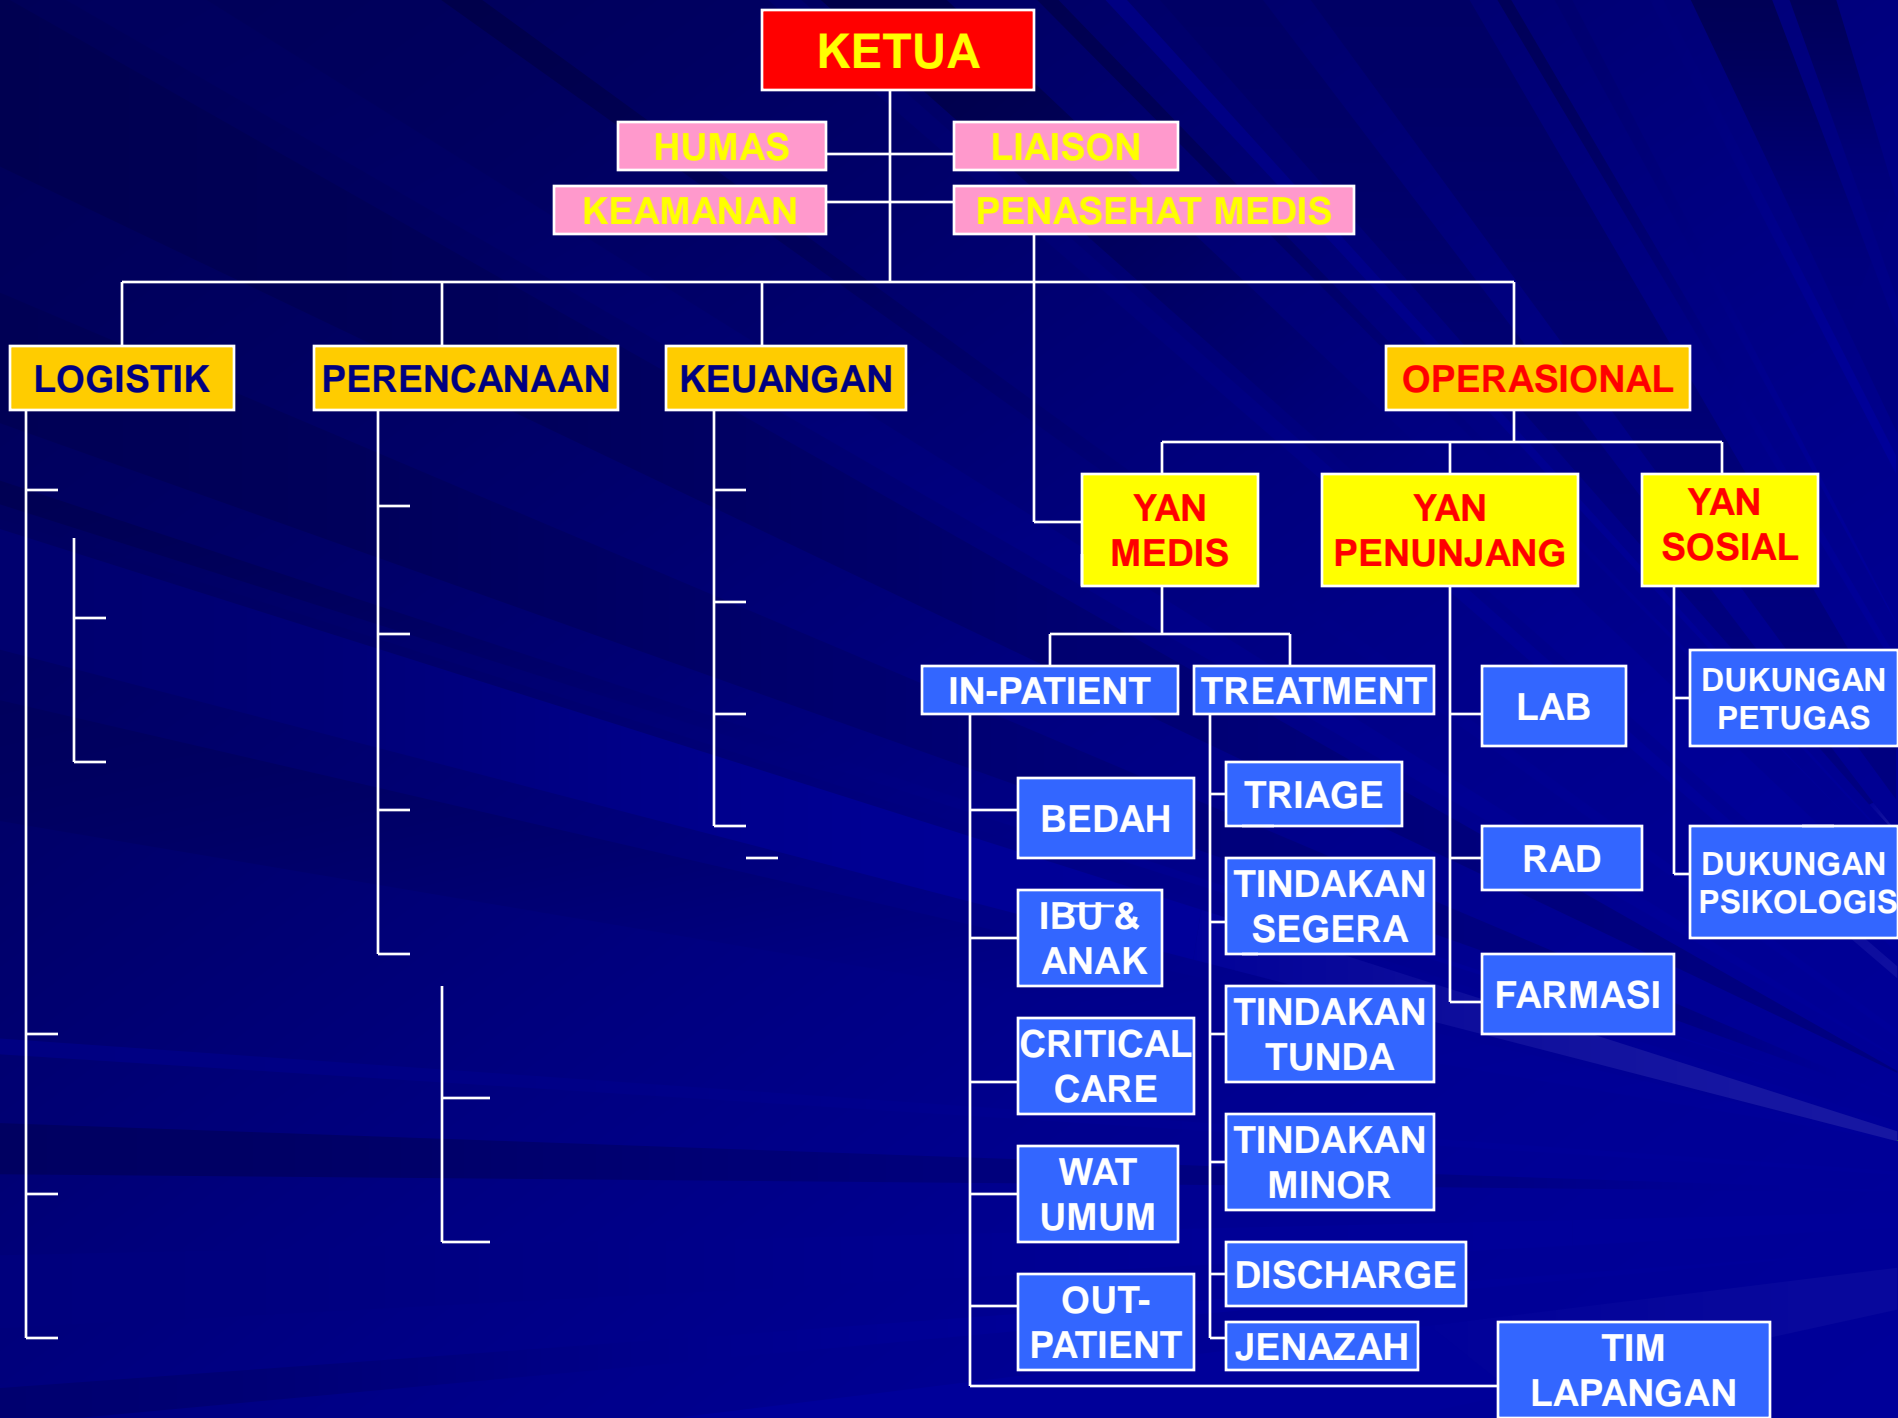 KETUA
HUMAS
LIAISON
KEAMANAN
PENASEHAT MEDIS
LOGISTIK
PERENCANAAN
KEUANGAN
OPERASIONAL
YAN
MEDIS
YAN
PENUNJANG
YAN
SOSIAL
IN-PATIENT
TREATMENT
LAB
DUKUNGAN
PETUGAS
BEDAH
TRIAGE
RAD
DUKUNGAN
PSIKOLOGIS
IBU &
ANAK
TINDAKAN
SEGERA
FARMASI
CRITICAL
CARE
TINDAKAN
TUNDA
WAT
UMUM
TINDAKAN
MINOR
OUT-
PATIENT
DISCHARGE
JENAZAH
TIM
LAPANGAN